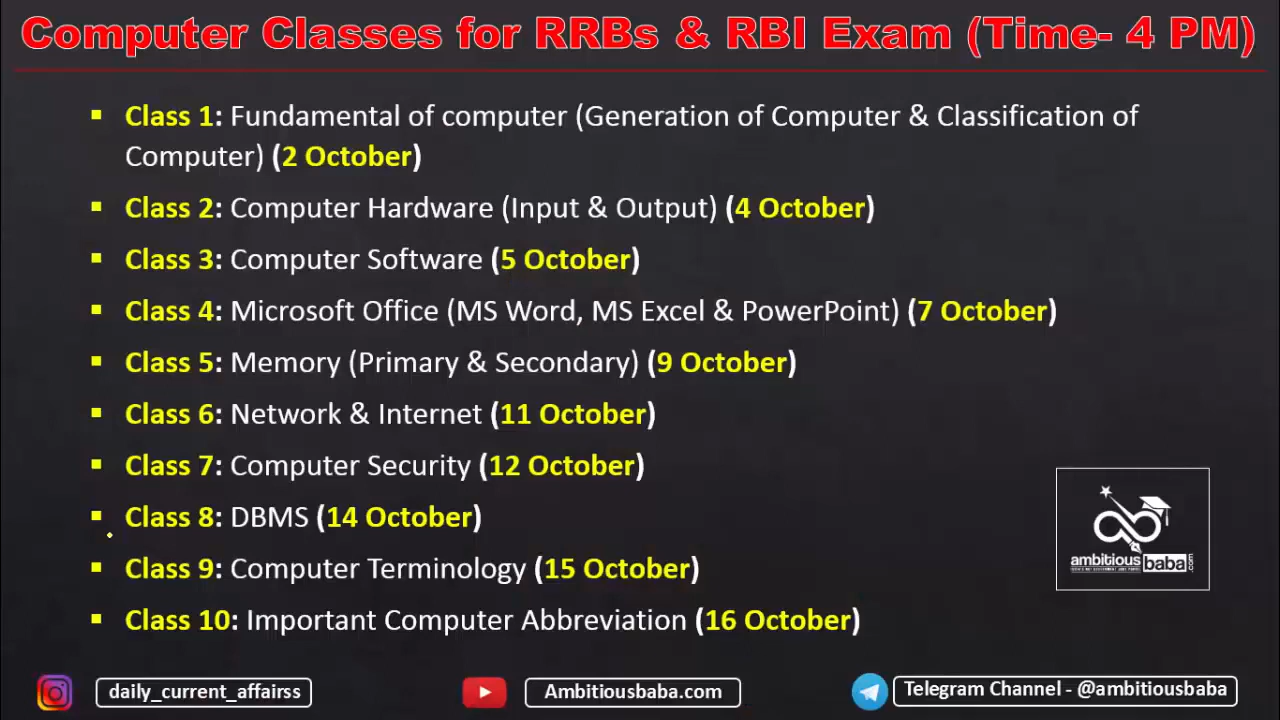 Computer Classes for RRBs & RBI Exam (Time- 4 PM)
Class 1: Fundamental of computer (Generation of Computer & Classification of
Computer) (2 October)
Class 2: Computer Hardware (Input & Output) (4 October)
Class 3: Computer Software (5 October)
Class 4: Microsoft Office (MS Word, MS Excel & PowerPoint) (7 October)
Class 5: Memory (Primary & Secondary) (9 October)
Class 6: Network & Internet (11 October)
Class 7: Computer Security (12 October)
Class 8: DBMS (14 October)
Class 9: Computer Terminology (15 October)
Class 10: Important Computer Abbreviation (16 October)
ambitious baba
daily_current_affairss
Ambitiousbaba.com
Telegram Channel - @ambitiousbaba